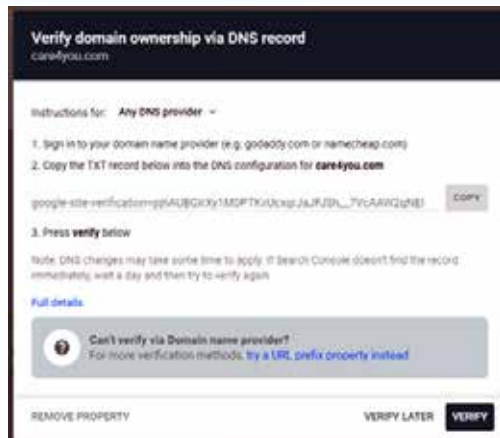 Verify domain ownership via DNS record
care4you.com
Instructions for: Any DNS provider
1. Sign in to your domain name provider (e.g. godaddy.com or namecheap.com)
2. Copy the TXT record below into the DNS configuration for care4you.com
COPY
3. Press verify below
Note: DNS changes may take some time to apply. If Search Console doesn't find the record
immediately, wait a day and then try to verify again
Full details
Can't verify via Domain name provider?
For more verification methods, try a URL prefix property instead
REMOVE PROPERTY VERIFY LATER VERIFY